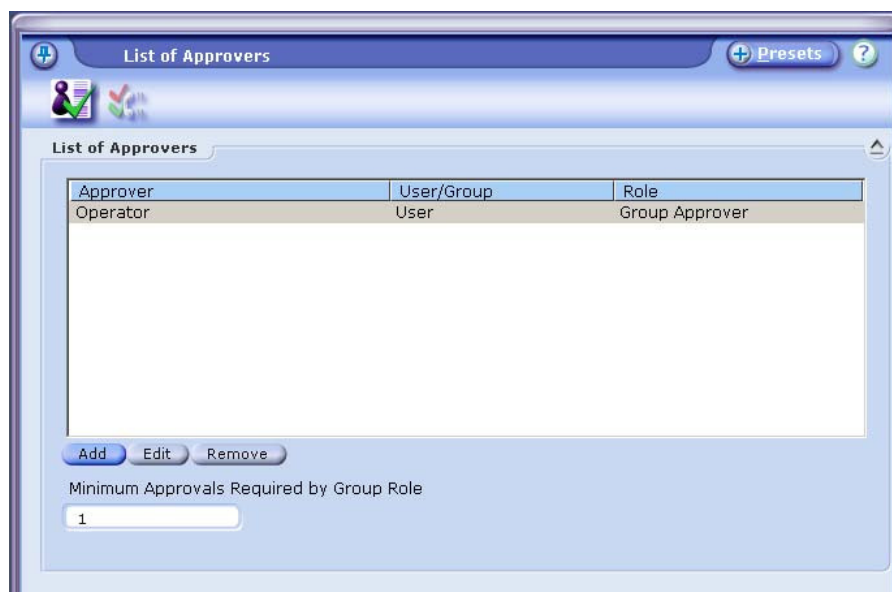 List of Approvers
Presets ?
List of Approvers
Approver User/Group Role
Operator User Group Approver
Add Edit Remove
Minimum Approvals Required by Group Role
1